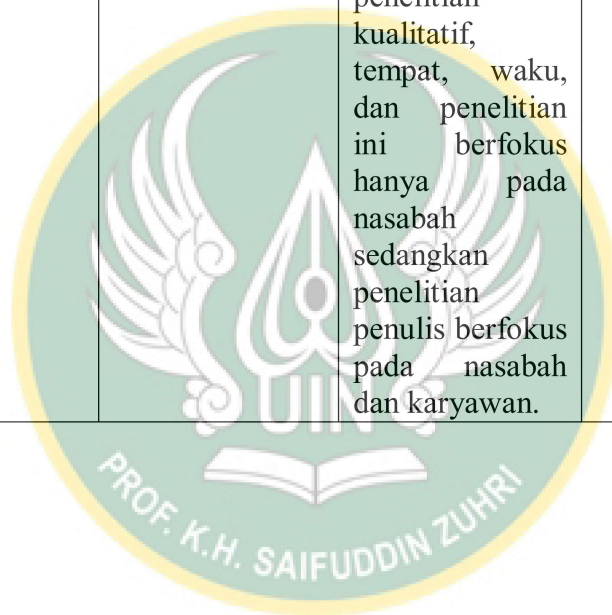 penelitian
kualitatif,
tempat, waku,
dan penelitian
ini berfokus
hanya pada
nasabah
sedangkan
penelitian
penulis berfokus
pada nasabah
dan karyawan.
UIN
PROF. K.H. SAIFUDDIN ZUHRI